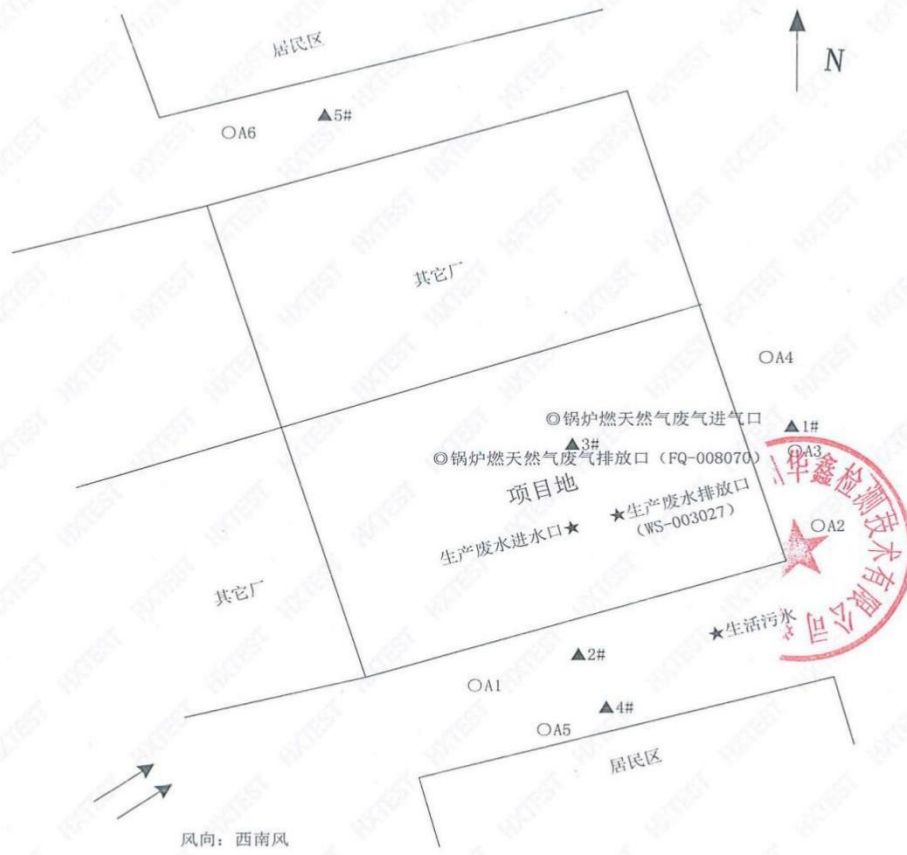 居民区
N
▲5#
○A6
其它厂
○A4
◎锅炉燃天然气废气进气口
▲1#
▲3#
○A3
◎锅炉燃天然气废气排放口（FQ-008070）
项目地
★生产废水排放口
（WS-003027）
○A2
生产废水进水口★
华鑫检测技术有限公司
其它厂
★生活污水
▲2#
○A1
▲4#
○A5
居民区
风向：西南风
HXTEST